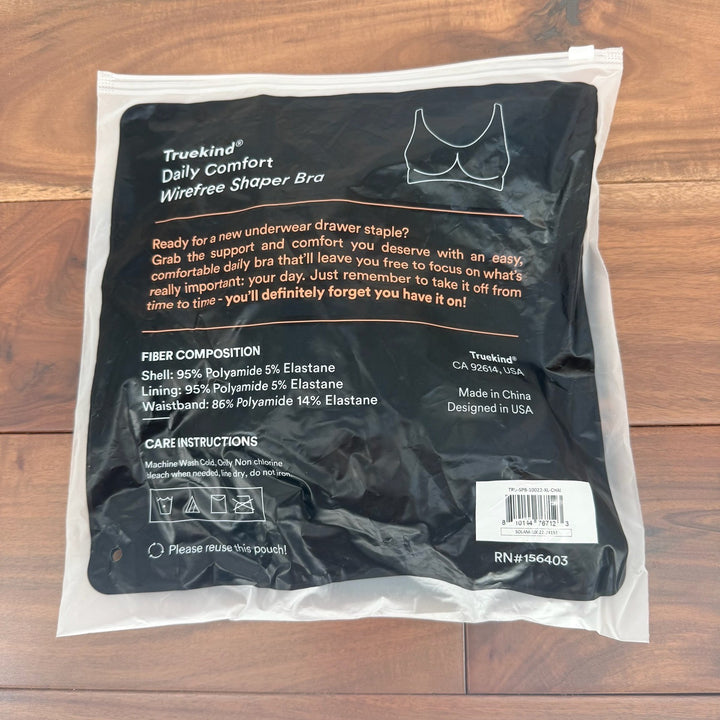 Truekind®
Daily Comfort
Wirefree Shaper Bra
Ready for a new underwear drawer staple?
Grab the support and comfort you deserve with an easy,
comfortable daily bra that'll leave you free to focus on what's
really important: your day. Just remember to take it off from
time to time - you'll definitely forget you have it on!
FIBER COMPOSITION
Shell: 95% Polyamide 5% Elastane
Lining: 95% Polyamide 5% Elastane
Waistband: 86% Polyamide 14% Elastane
Truekind®
CA 92614, USA
Made in China
Designed in USA
CARE INSTRUCTIONS
Machine Wash Cold, Only Non chlorine
bleach when needed, line dry, do not iron.
Please reuse this pouch!
RN#156403